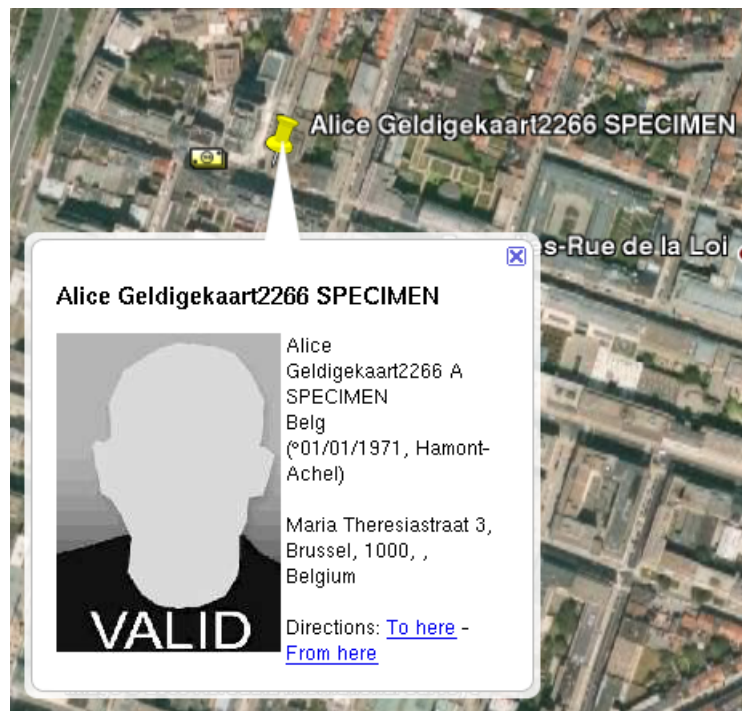 Alice Geldigekaart2266 SPECIMEN
s-Rue de la Loi
Alice Geldigekaart2266 SPECIMEN
Alice
Geldigekaart2266 A
SPECIMEN
Belg
(°01/01/1971, Hamont-
Achel)
Maria Theresiastraat 3,
Brussel, 1000, ,
Belgium
VALID
Directions: To here -
From here